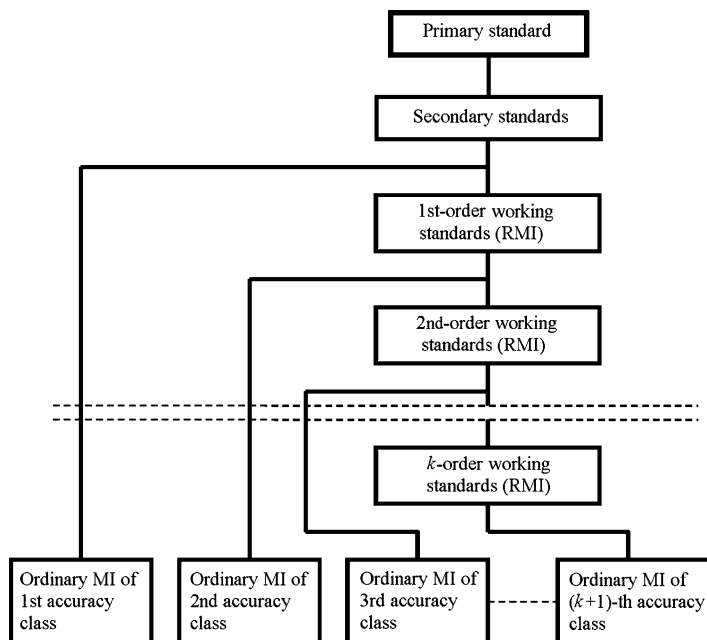 Primary standard
Secondary standards
1st-order working
standards (RMI)
2nd-order working
standards (RMI)
k-order working
standards (RMI)
Ordinary MI of
1st accuracy
class
Ordinary MI of
2nd accuracy
class
Ordinary MI of
3rd accuracy
class
Ordinary MI of
(k+1)-th accuracy
class